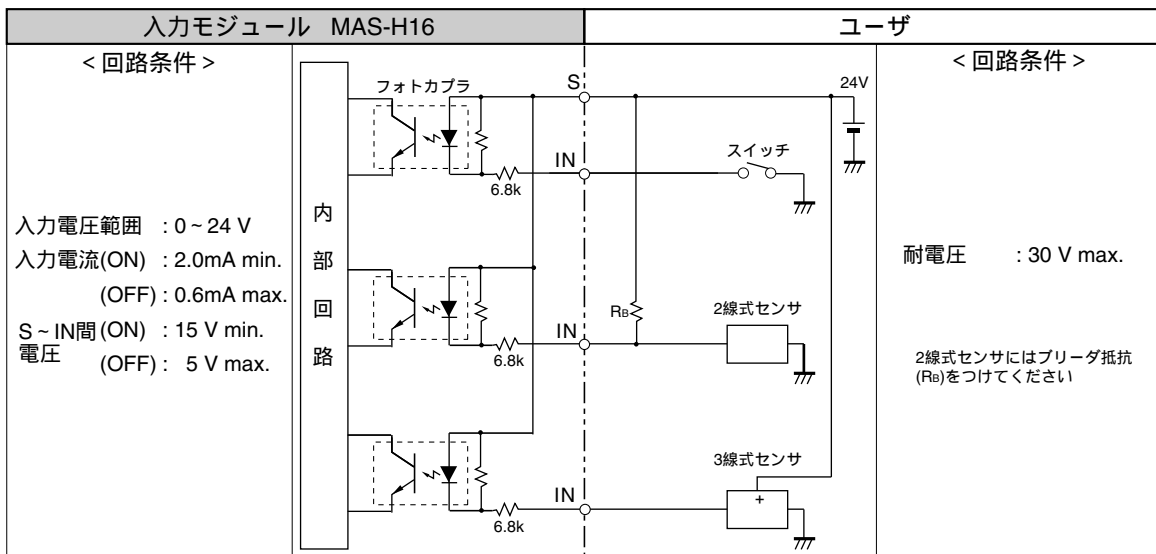 入力モジュール MAS-H16
ユーザ
<回路条件>
入力電圧範囲 : 0~24 V
入力電流(ON) : 2.0mA min.
(OFF) : 0.6mA max.
S~IN間 電圧 (ON) : 15 V min.
(OFF) : 5 V max.
内部回路
フォトカプラ
S
IN
6.8k
24V
スイッチ
IN
6.8k
RB
2線式センサ
IN
6.8k
3線式センサ
+
<回路条件>
耐電圧 : 30 V max.
2線式センサにはブリーダ抵抗
(RB)をつけてください